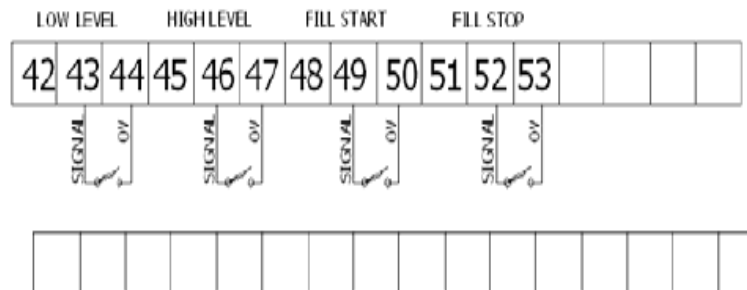 LOW LEVEL HIGH LEVEL FILL START FILL STOP
42 43 44 45 46 47 48 49 50 51 52 53
SIGNAL 0V SIGNAL 0V SIGNAL 0V SIGNAL 0V